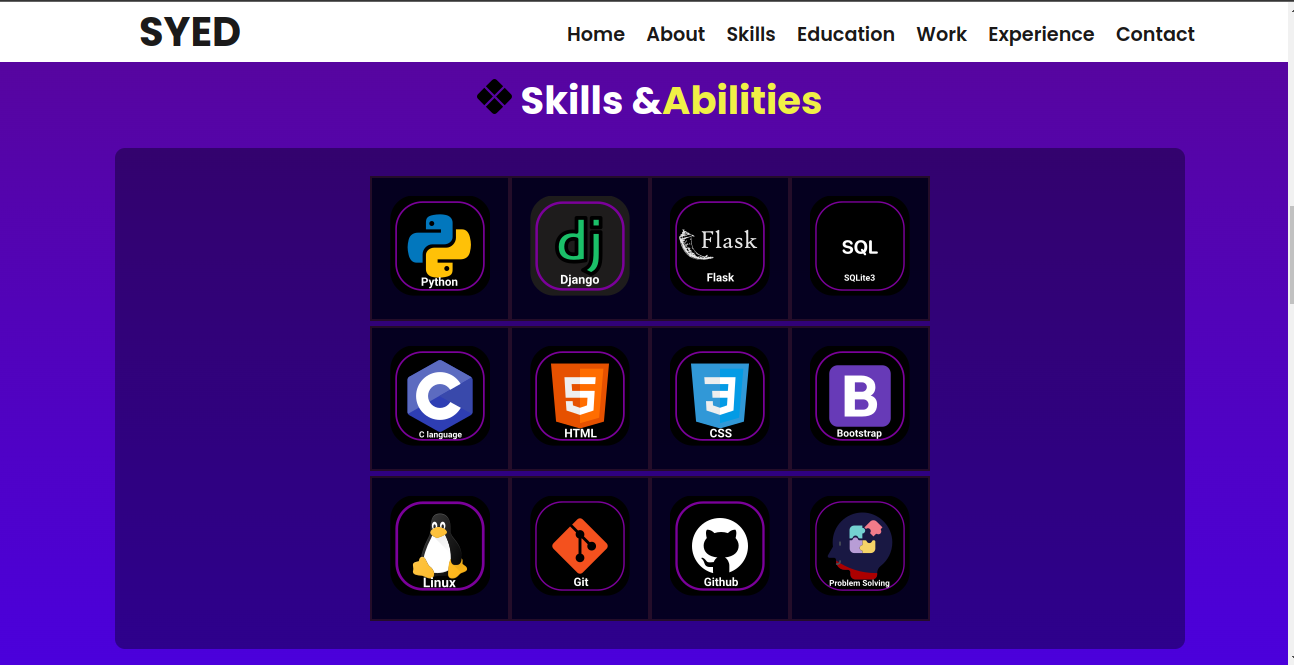 SYED
Home About Skills Education Work Experience Contact
Skills &Abilities
Python
dj
Django
Flask
Flask
SQL
SQLite3
C
C language
5
HTML
3
CSS
B
Bootstrap
Linux
Git
Github
Problem Solving